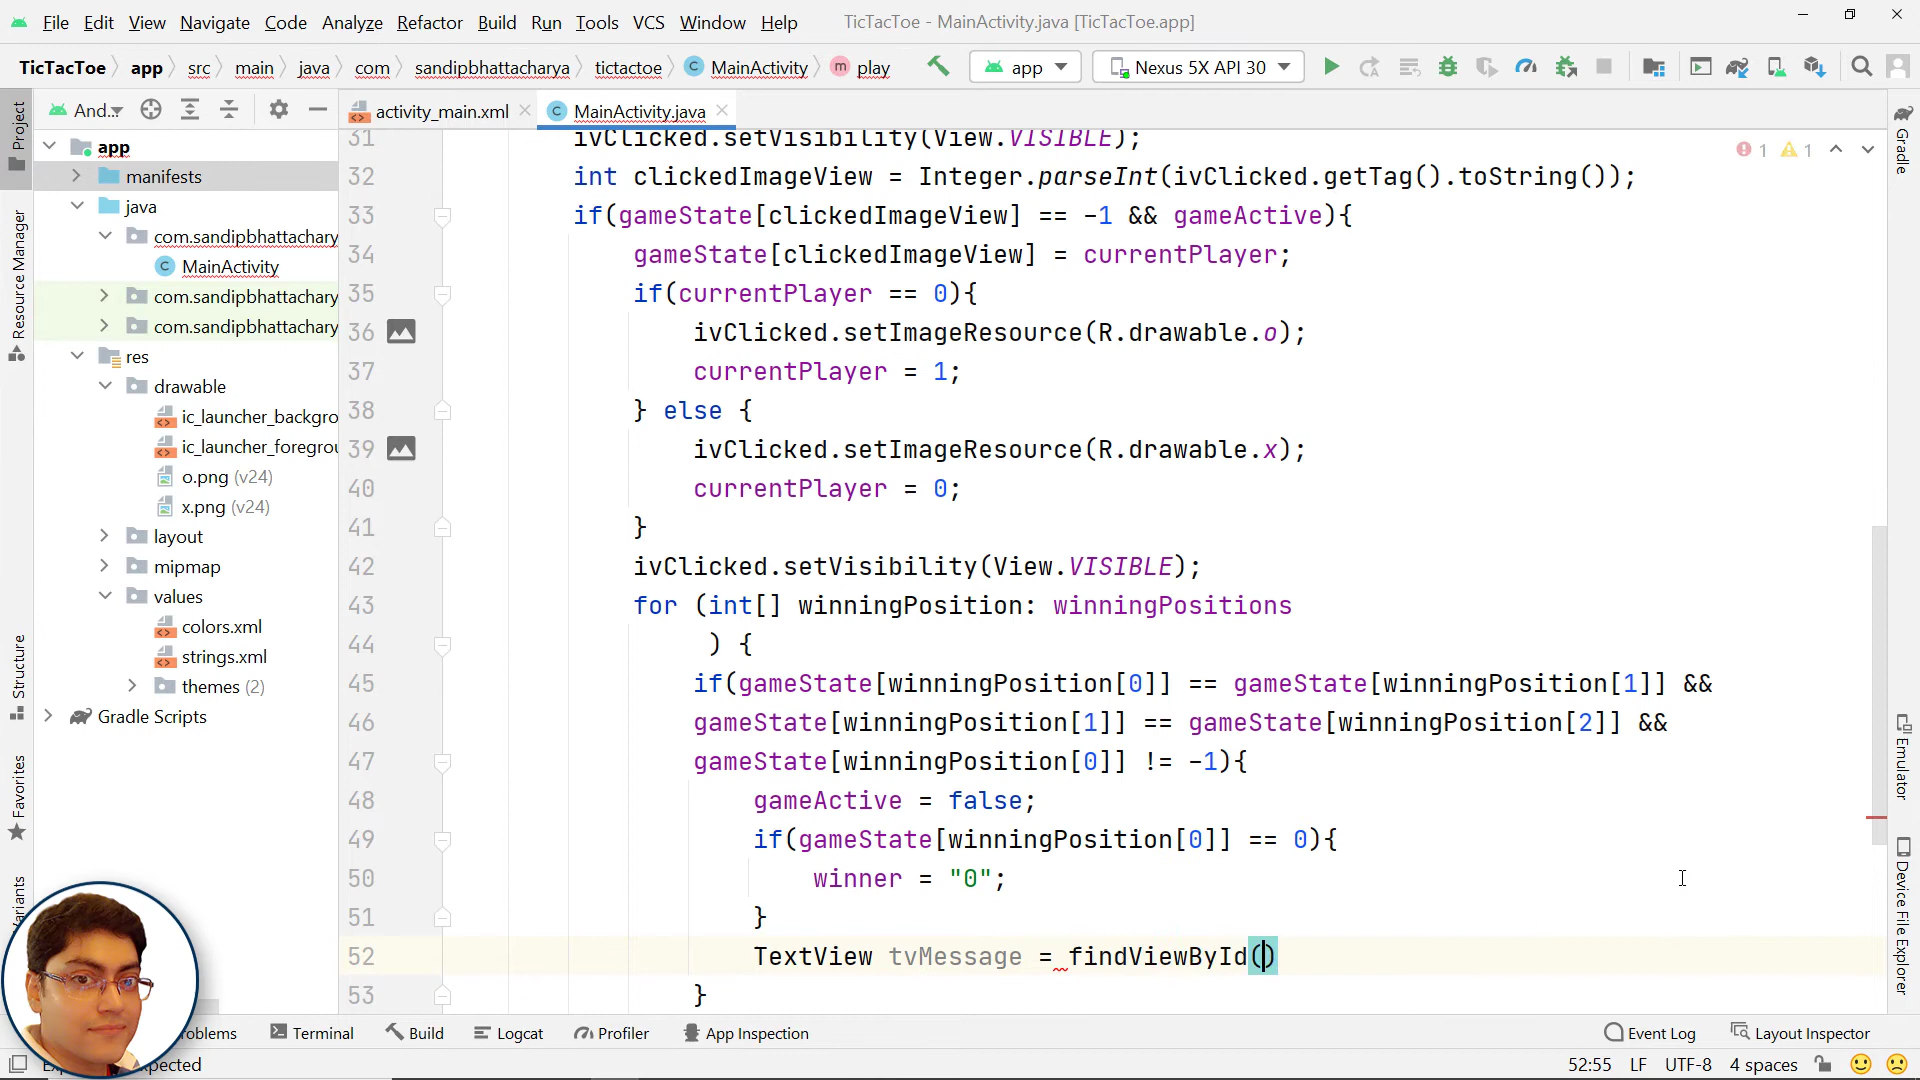 File Edit View Navigate Code Analyze Refactor Build Run Tools VCS Window Help TicTacToe - MainActivity.java [TicTacToe.app]
TicTacToe app src main java com sandipbhattacharya tictactoe C MainActivity m play app Nexus 5X API 30
And... activity_main.xml C MainActivity.java
Project
Resource Manager
Structure
Favorites
app
manifests
java
com.sandipbhattachary
C MainActivity
com.sandipbhattachary
com.sandipbhattachary
res
drawable
ic_launcher_backgro
ic_launcher_foregrou
o.png (v24)
x.png (v24)
layout
mipmap
values
colors.xml
strings.xml
themes (2)
Gradle Scripts
1 1
31 ivClicked.setVisibility(View.VISIBLE);
32 int clickedImageView = Integer.parseInt(ivClicked.getTag().toString());
33 if(gameState[clickedImageView] == -1 && gameActive){
34 gameState[clickedImageView] = currentPlayer;
35 if(currentPlayer == 0){
36 ivClicked.setImageResource(R.drawable.o);
37 currentPlayer = 1;
38 } else {
39 ivClicked.setImageResource(R.drawable.x);
40 currentPlayer = 0;
41 }
42 ivClicked.setVisibility(View.VISIBLE);
43 for (int[] winningPosition: winningPositions
44 ) {
45 if(gameState[winningPosition[0]] == gameState[winningPosition[1]] &&
46 gameState[winningPosition[1]] == gameState[winningPosition[2]] &&
47 gameState[winningPosition[0]] != -1){
48 gameActive = false;
49 if(gameState[winningPosition[0]] == 0){
50 winner = "0";
51 }
52 TextView tvMessage = findViewById()
53 }
Gradle
Emulator
Device File Explorer
Terminal Build Logcat Profiler App Inspection Event Log Layout Inspector
52:55 LF UTF-8 4 spaces